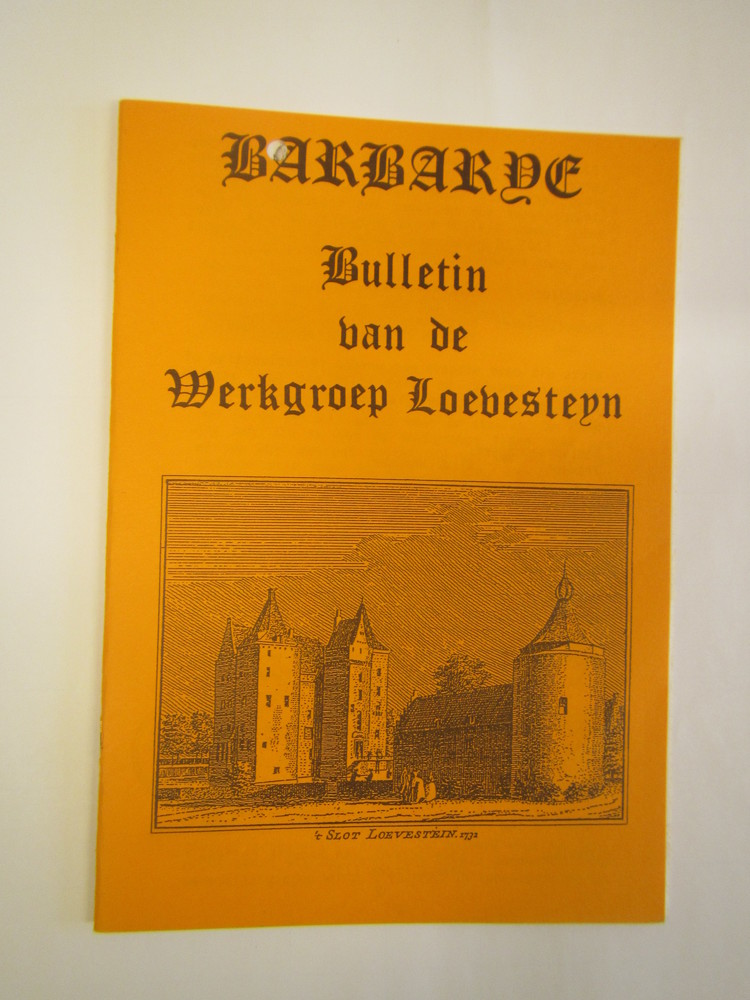 BARBARYE
Bulletin
van de
Werkgroep Loevesteyn
't SLOT LOEVESTEIN. 1732